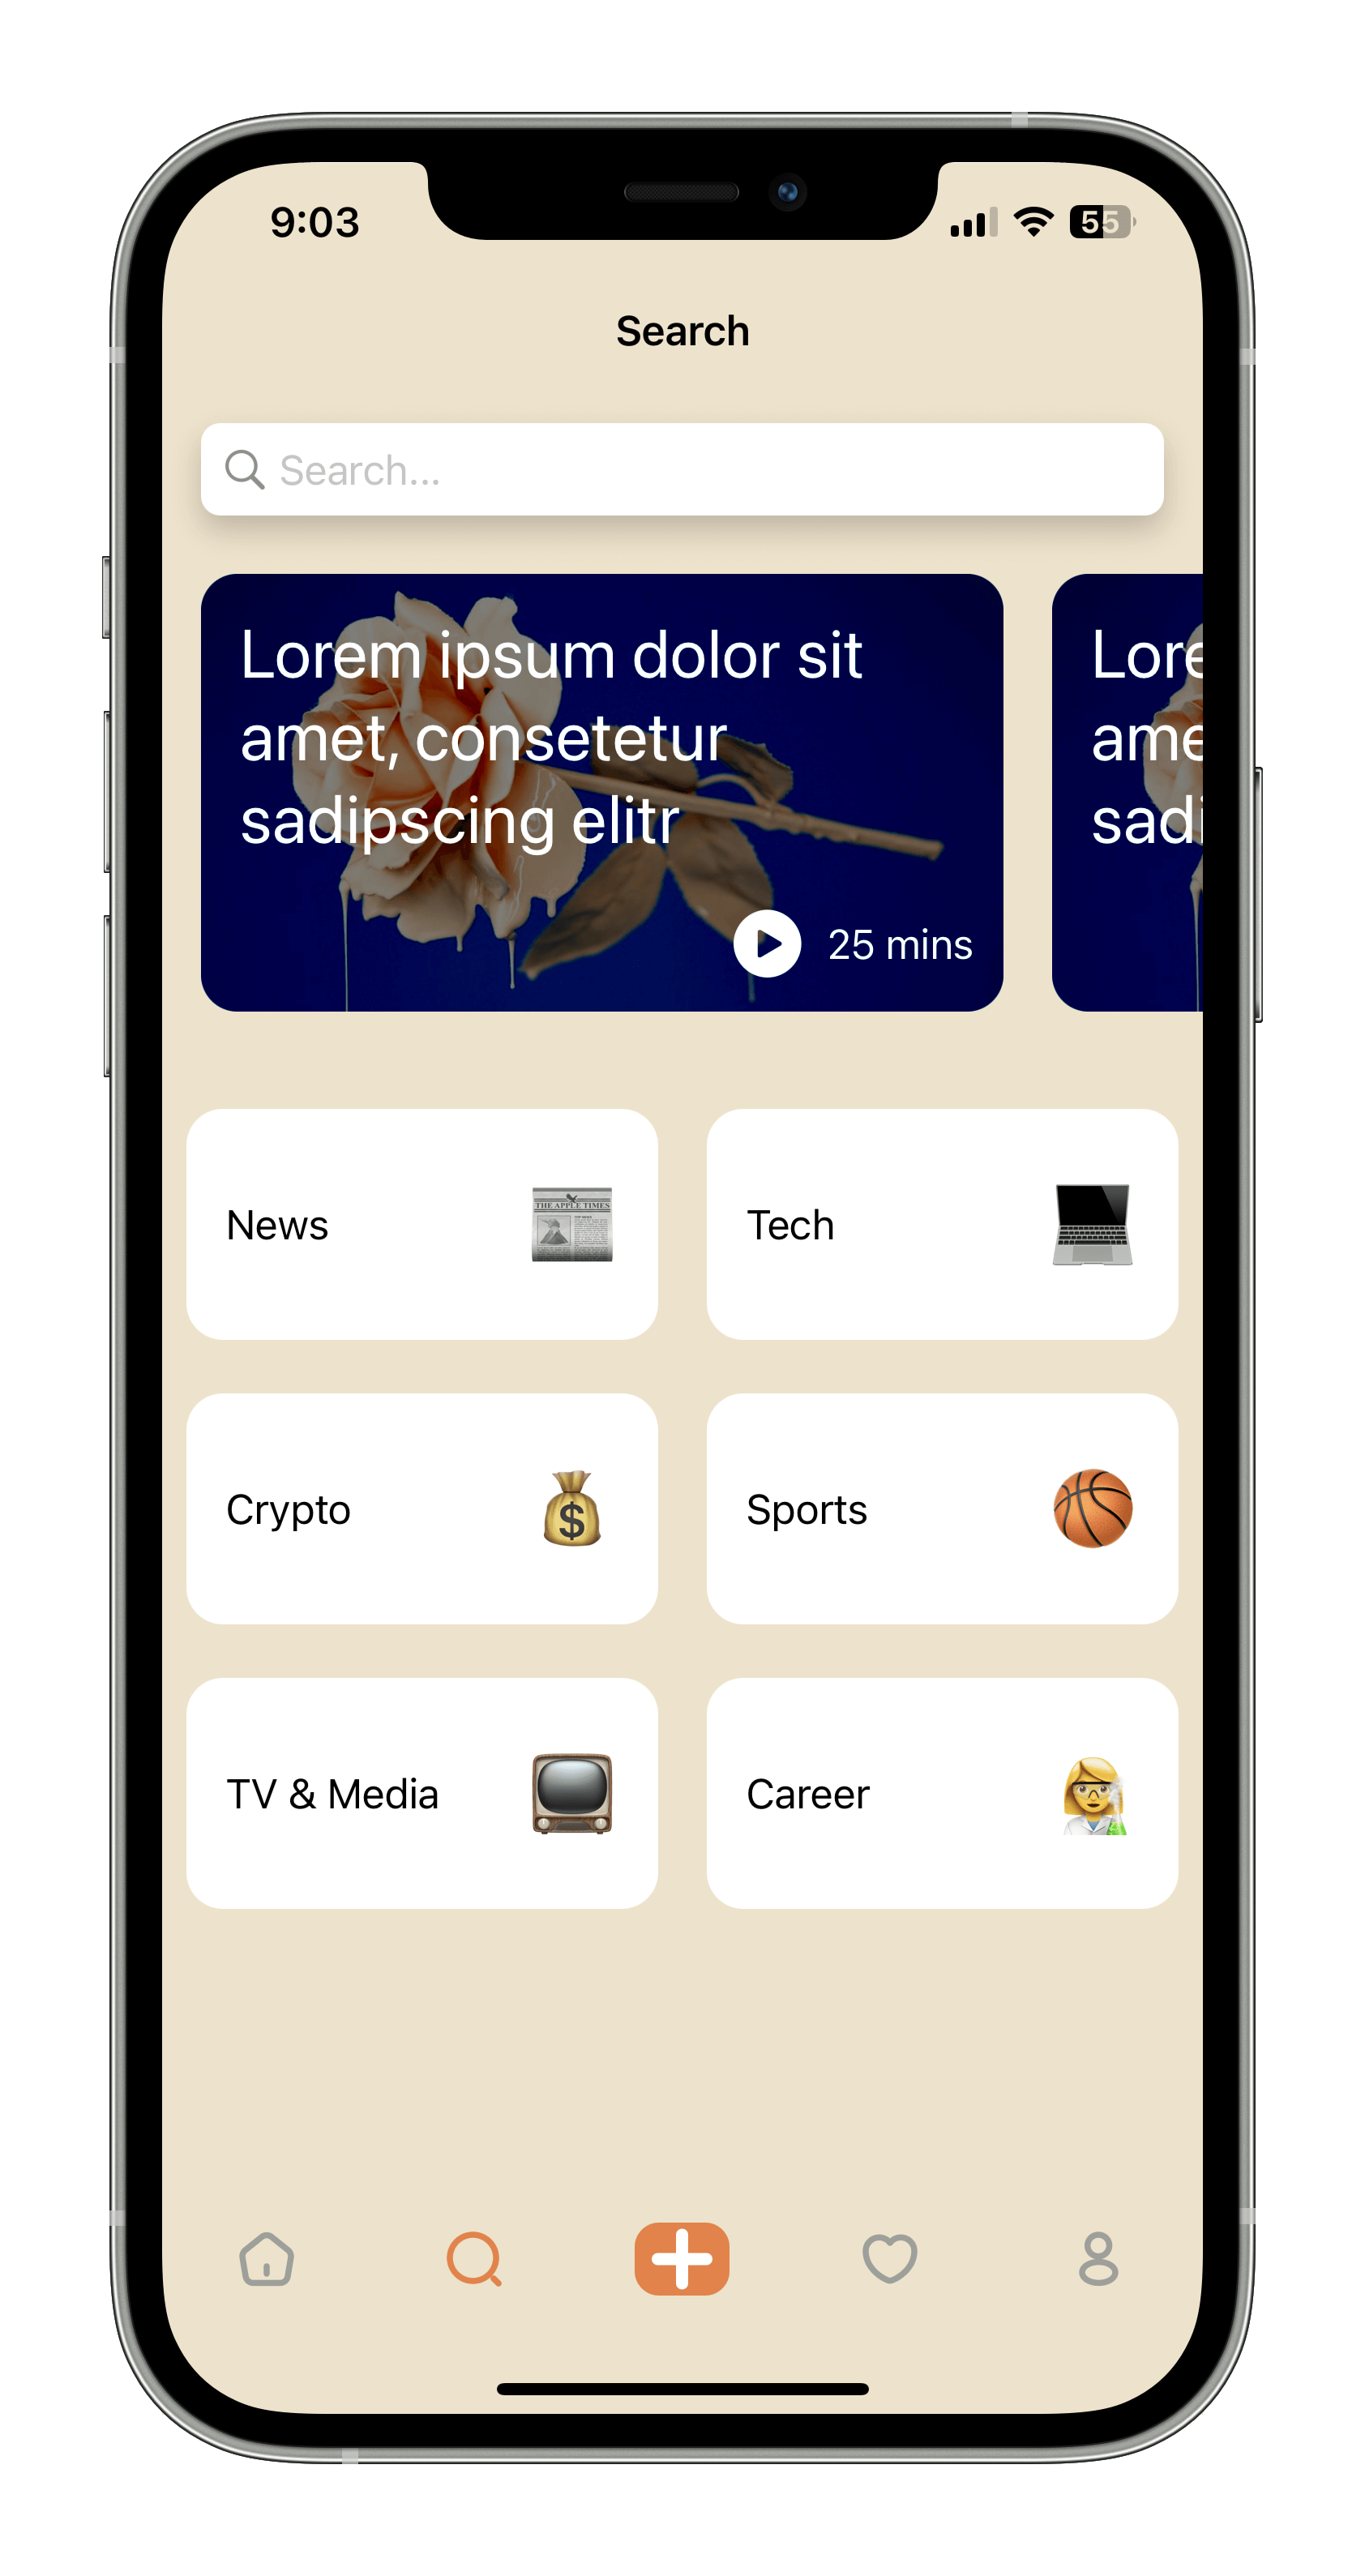 9:03
55
Search
Search...
Lorem ipsum dolor sit
amet, consetetur
sadipscing elitr
25 mins
Lore
ame
sadi
News
THE APPLE TIMES
Tech
Crypto
$
Sports
TV & Media
Career